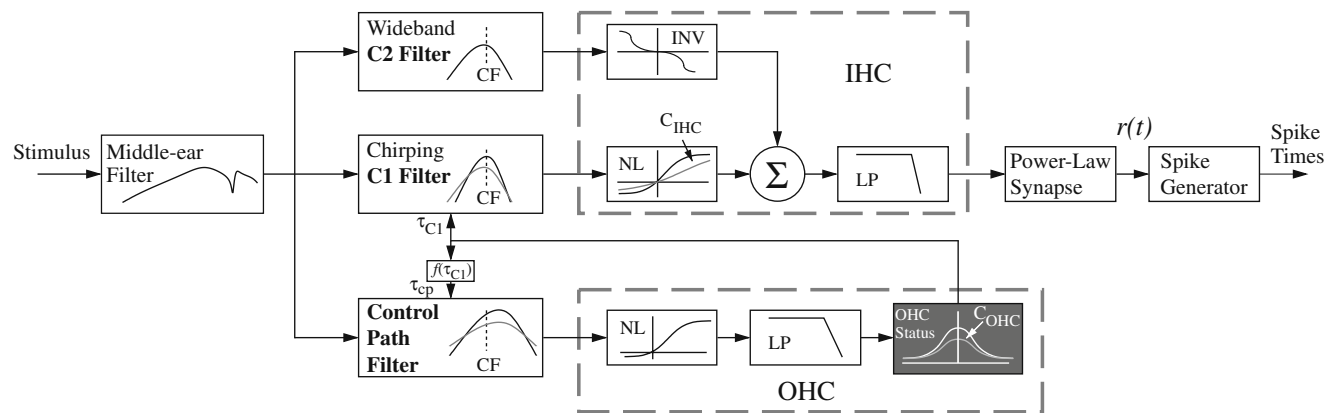 Stimulus
Middle-ear
Filter
Wideband
C2 Filter
CF
INV
IHC
Chirping
C1 Filter
CF
NL
C_IHC
Σ
LP
Power-Law
Synapse
r(t)
Spike
Generator
Spike
Times
τ_C1
f(τ_C1)
τ_cp
Control
Path
Filter
CF
NL
LP
OHC
Status
C_OHC
OHC